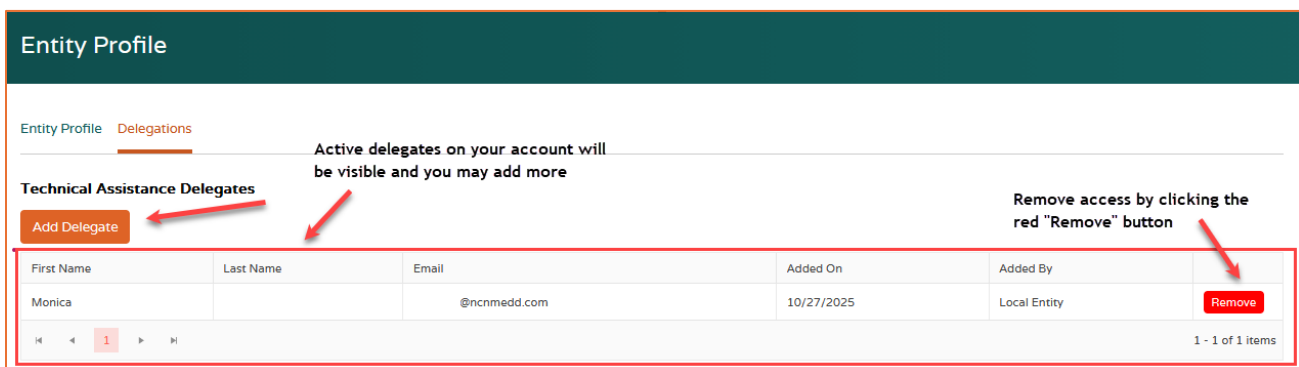 Entity Profile
Entity Profile Delegations
Active delegates on your account will
be visible and you may add more
Technical Assistance Delegates
Remove access by clicking the
red "Remove" button
Add Delegate
First Name Last Name Email Added On Added By
Monica @ncnmedd.com 10/27/2025 Local Entity Remove
1 1 - 1 of 1 items